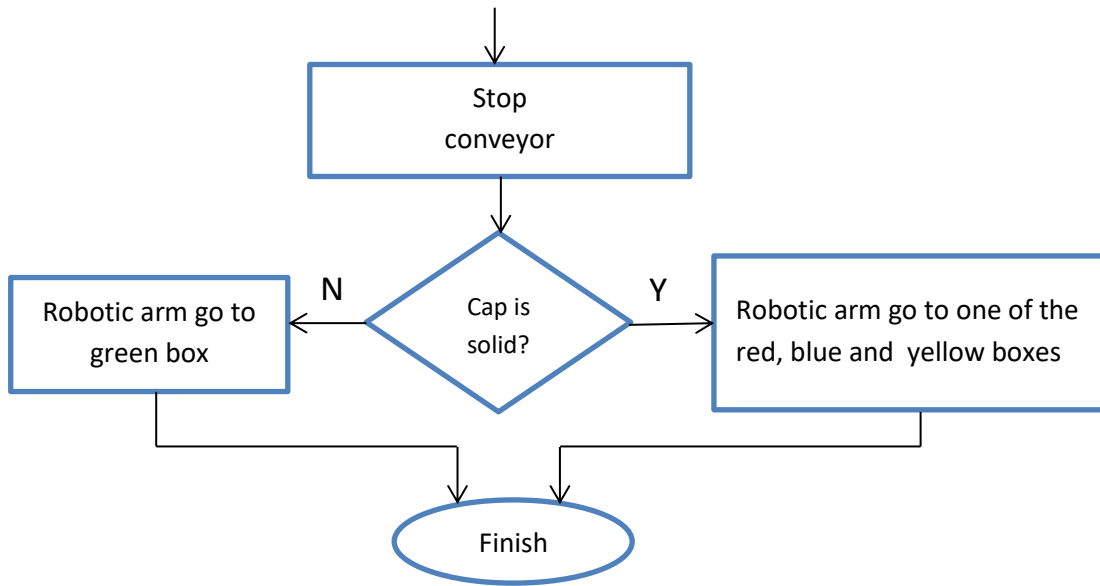 Stop
conveyor
N
Y
Cap is
solid?
Robotic arm go to
green box
Robotic arm go to one of the
red, blue and  yellow boxes
Finish